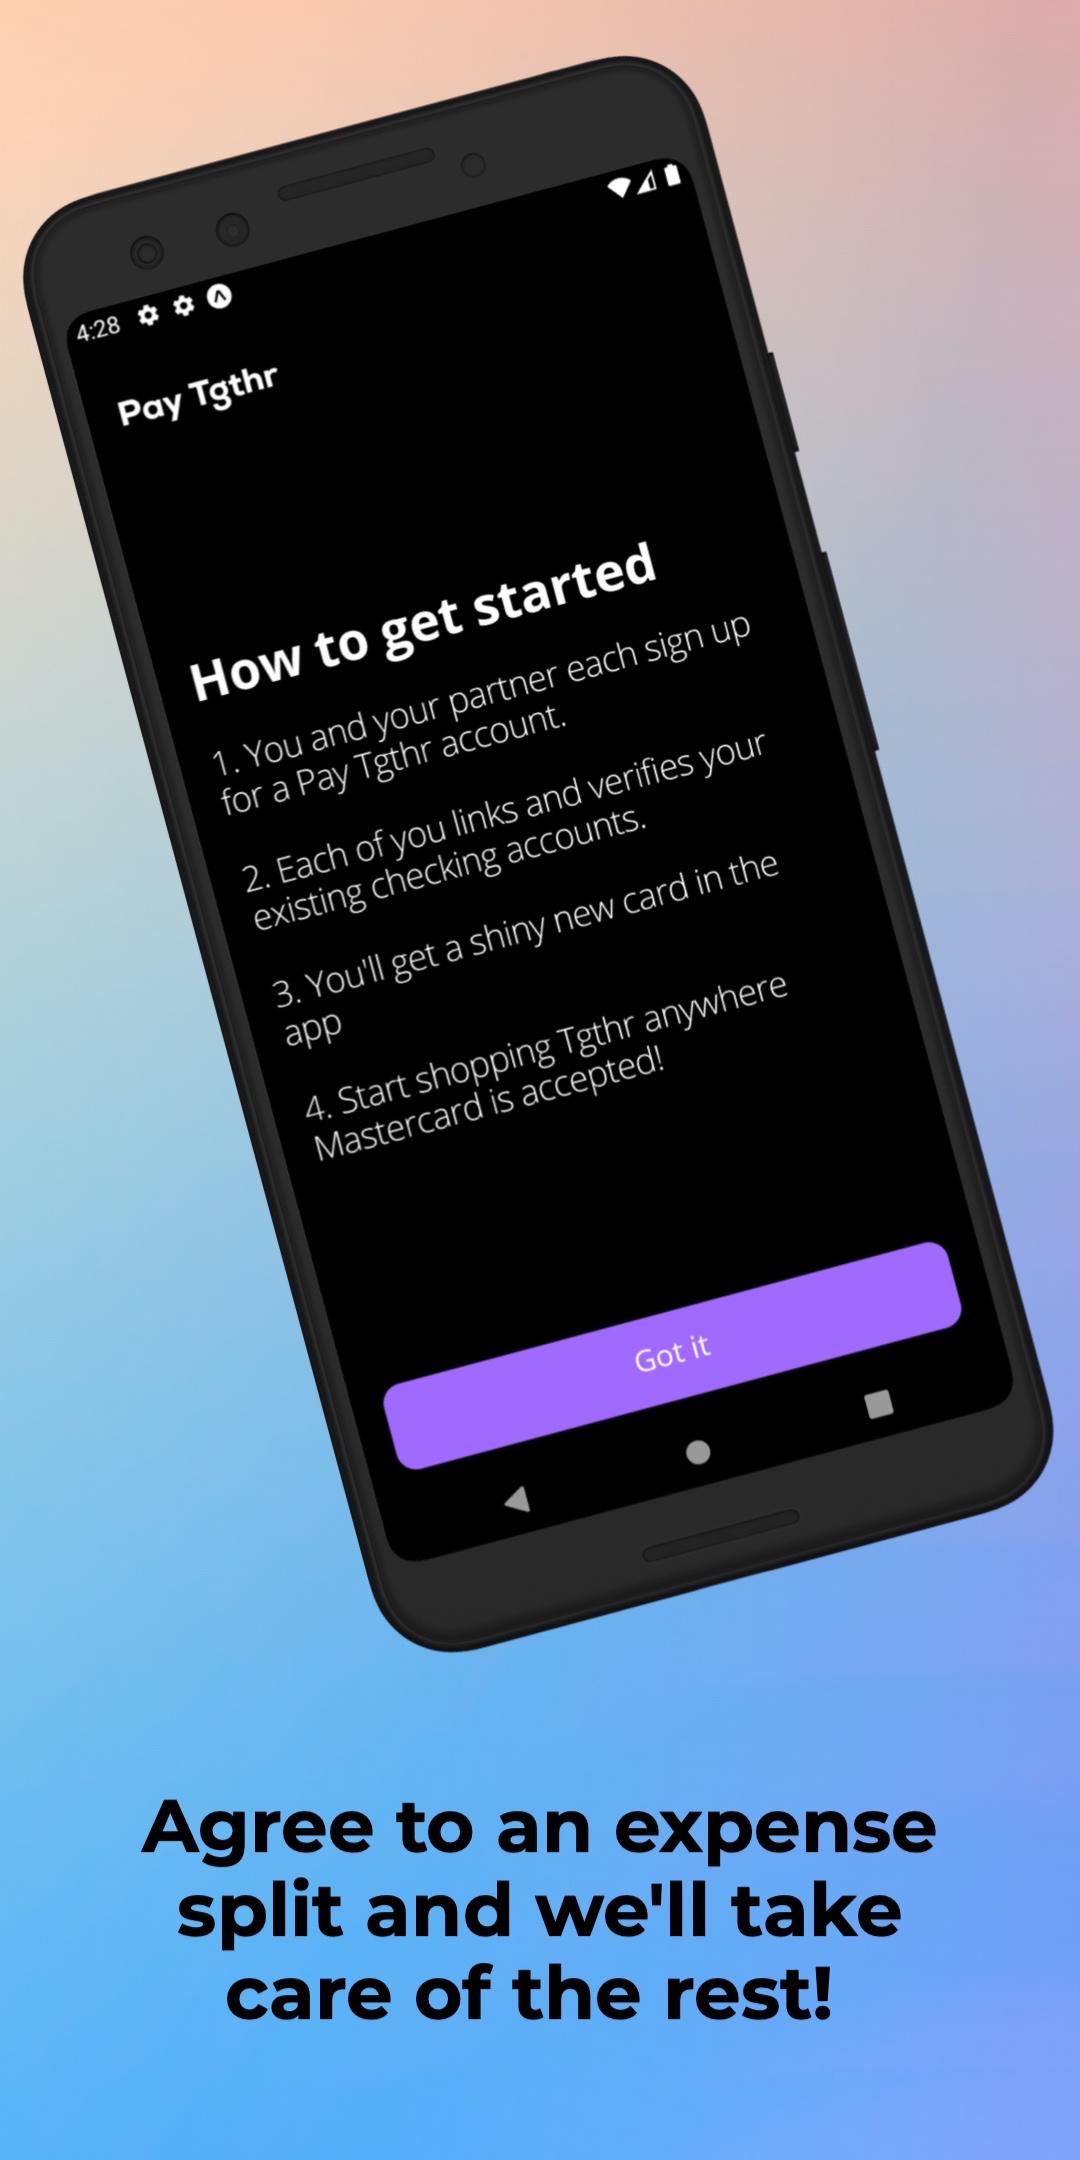 4:28
Pay Tgthr
How to get started
1. You and your partner each sign up
for a Pay Tgthr account.
2. Each of you links and verifies your
existing checking accounts.
3. You'll get a shiny new card in the
app
4. Start shopping Tgthr anywhere
Mastercard is accepted!
Got it
Agree to an expense
split and we'll take
care of the rest!